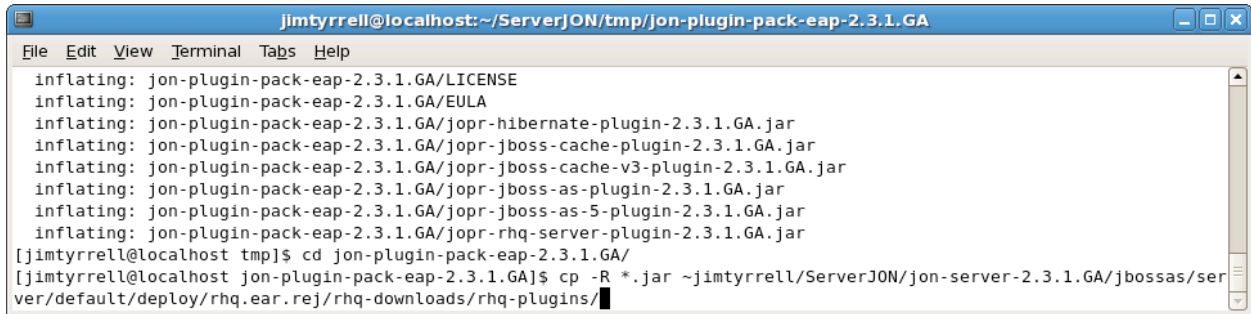 jimtyrrell@localhost:~/ServerJON/tmp/jon-plugin-pack-eap-2.3.1.GA
File Edit View Terminal Tabs Help
inflating: jon-plugin-pack-eap-2.3.1.GA/LICENSE
inflating: jon-plugin-pack-eap-2.3.1.GA/EULA
inflating: jon-plugin-pack-eap-2.3.1.GA/jopr-hibernate-plugin-2.3.1.GA.jar
inflating: jon-plugin-pack-eap-2.3.1.GA/jopr-jboss-cache-plugin-2.3.1.GA.jar
inflating: jon-plugin-pack-eap-2.3.1.GA/jopr-jboss-cache-v3-plugin-2.3.1.GA.jar
inflating: jon-plugin-pack-eap-2.3.1.GA/jopr-jboss-as-plugin-2.3.1.GA.jar
inflating: jon-plugin-pack-eap-2.3.1.GA/jopr-jboss-as-5-plugin-2.3.1.GA.jar
inflating: jon-plugin-pack-eap-2.3.1.GA/jopr-rhq-server-plugin-2.3.1.GA.jar
[jimtyrrell@localhost tmp]$ cd jon-plugin-pack-eap-2.3.1.GA/
[jimtyrrell@localhost jon-plugin-pack-eap-2.3.1.GA]$ cp -R *.jar ~jimtyrrell/ServerJON/jon-server-2.3.1.GA/jbossas/ser
ver/default/deploy/rhq.ear.rej/rhq-downloads/rhq-plugins/